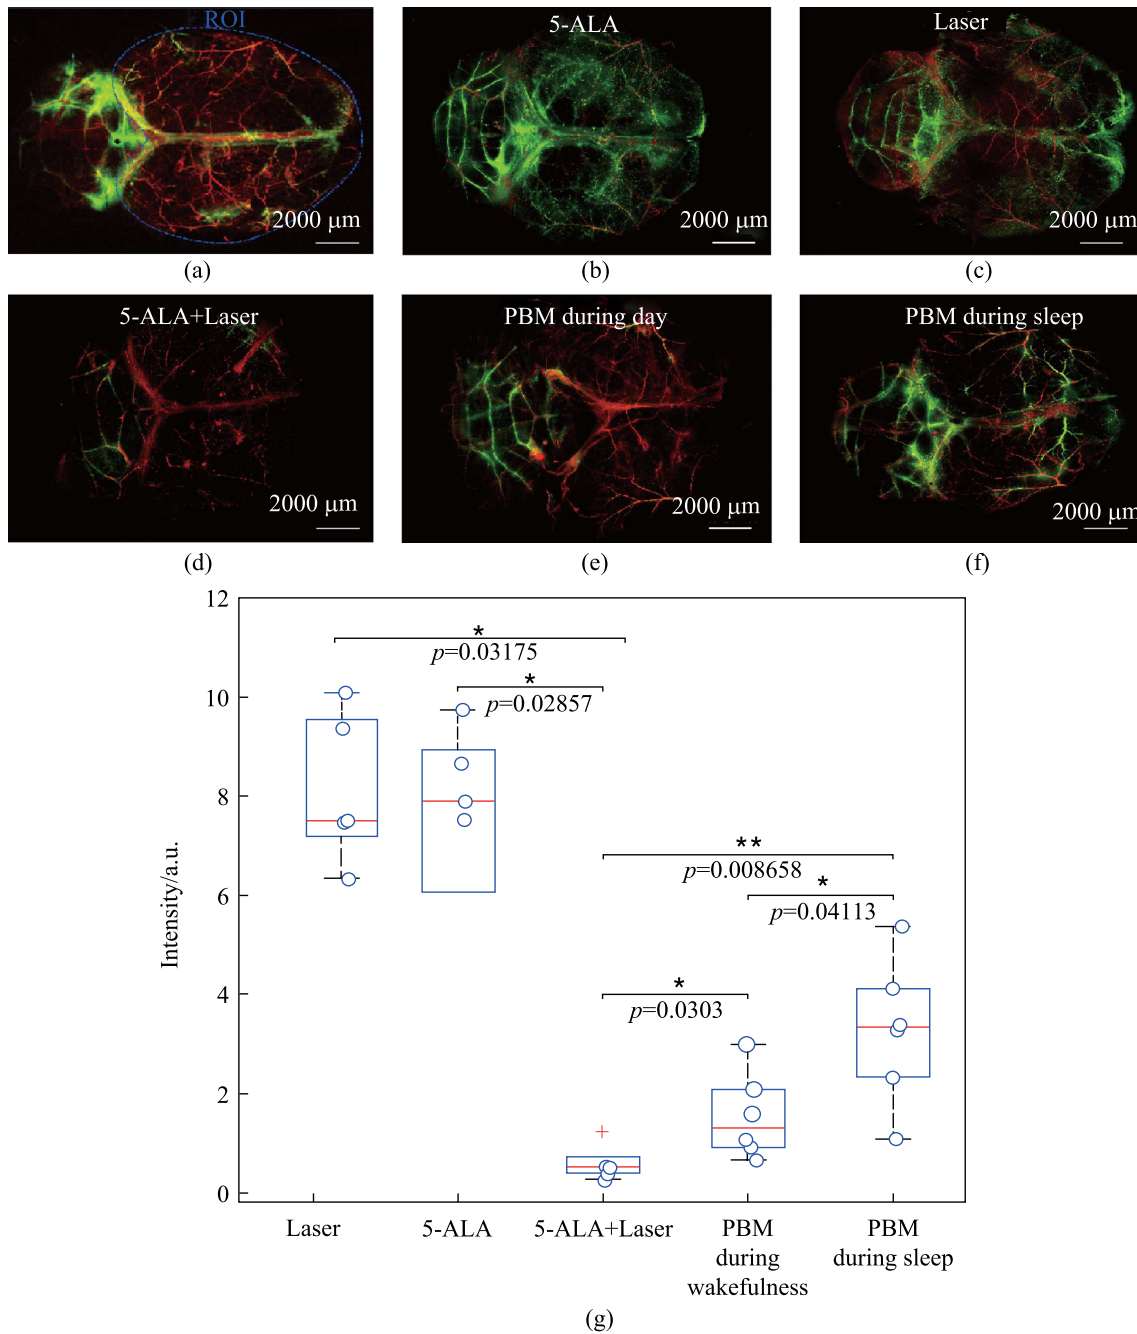 ROI
2000 μm
(a)
5-ALA
2000 μm
(b)
Laser
2000 μm
(c)
5-ALA+Laser
2000 μm
(d)
PBM during day
2000 μm
(e)
PBM during sleep
2000 μm
(f)
Intensity/a.u.
12
10
8
6
4
2
0
*
p=0.03175
*
p=0.02857
**
p=0.008658
*
p=0.04113
*
p=0.0303
Laser
5-ALA
5-ALA+Laser
PBM
during
wakefulness
PBM
during sleep
(g)